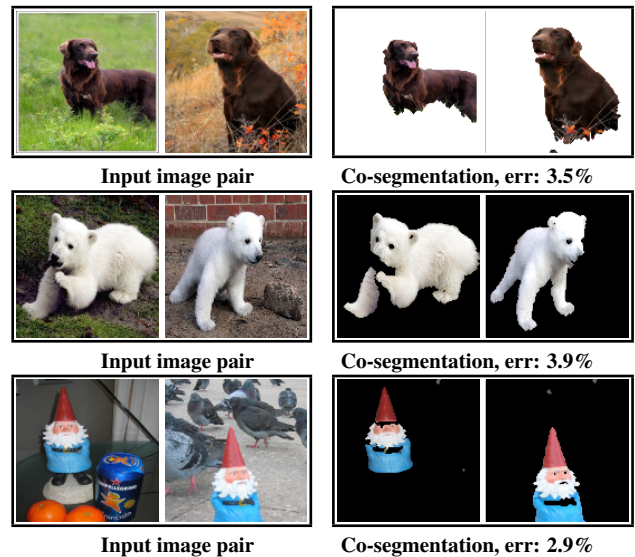 Input image pair
Co-segmentation, err: 3.5%
Input image pair
Co-segmentation, err: 3.9%
Input image pair
Co-segmentation, err: 2.9%